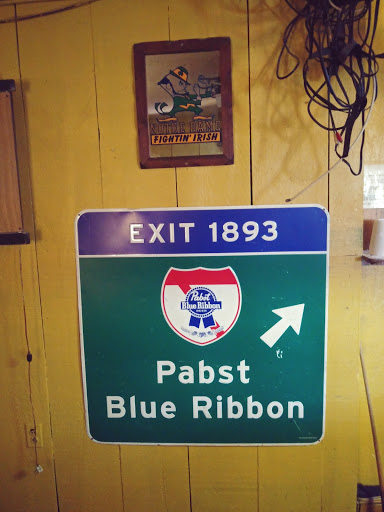 NOTRE DAME
FIGHTIN' IRISH
EXIT 1893
Pabst
Blue Ribbon
Pabst
Blue Ribbon